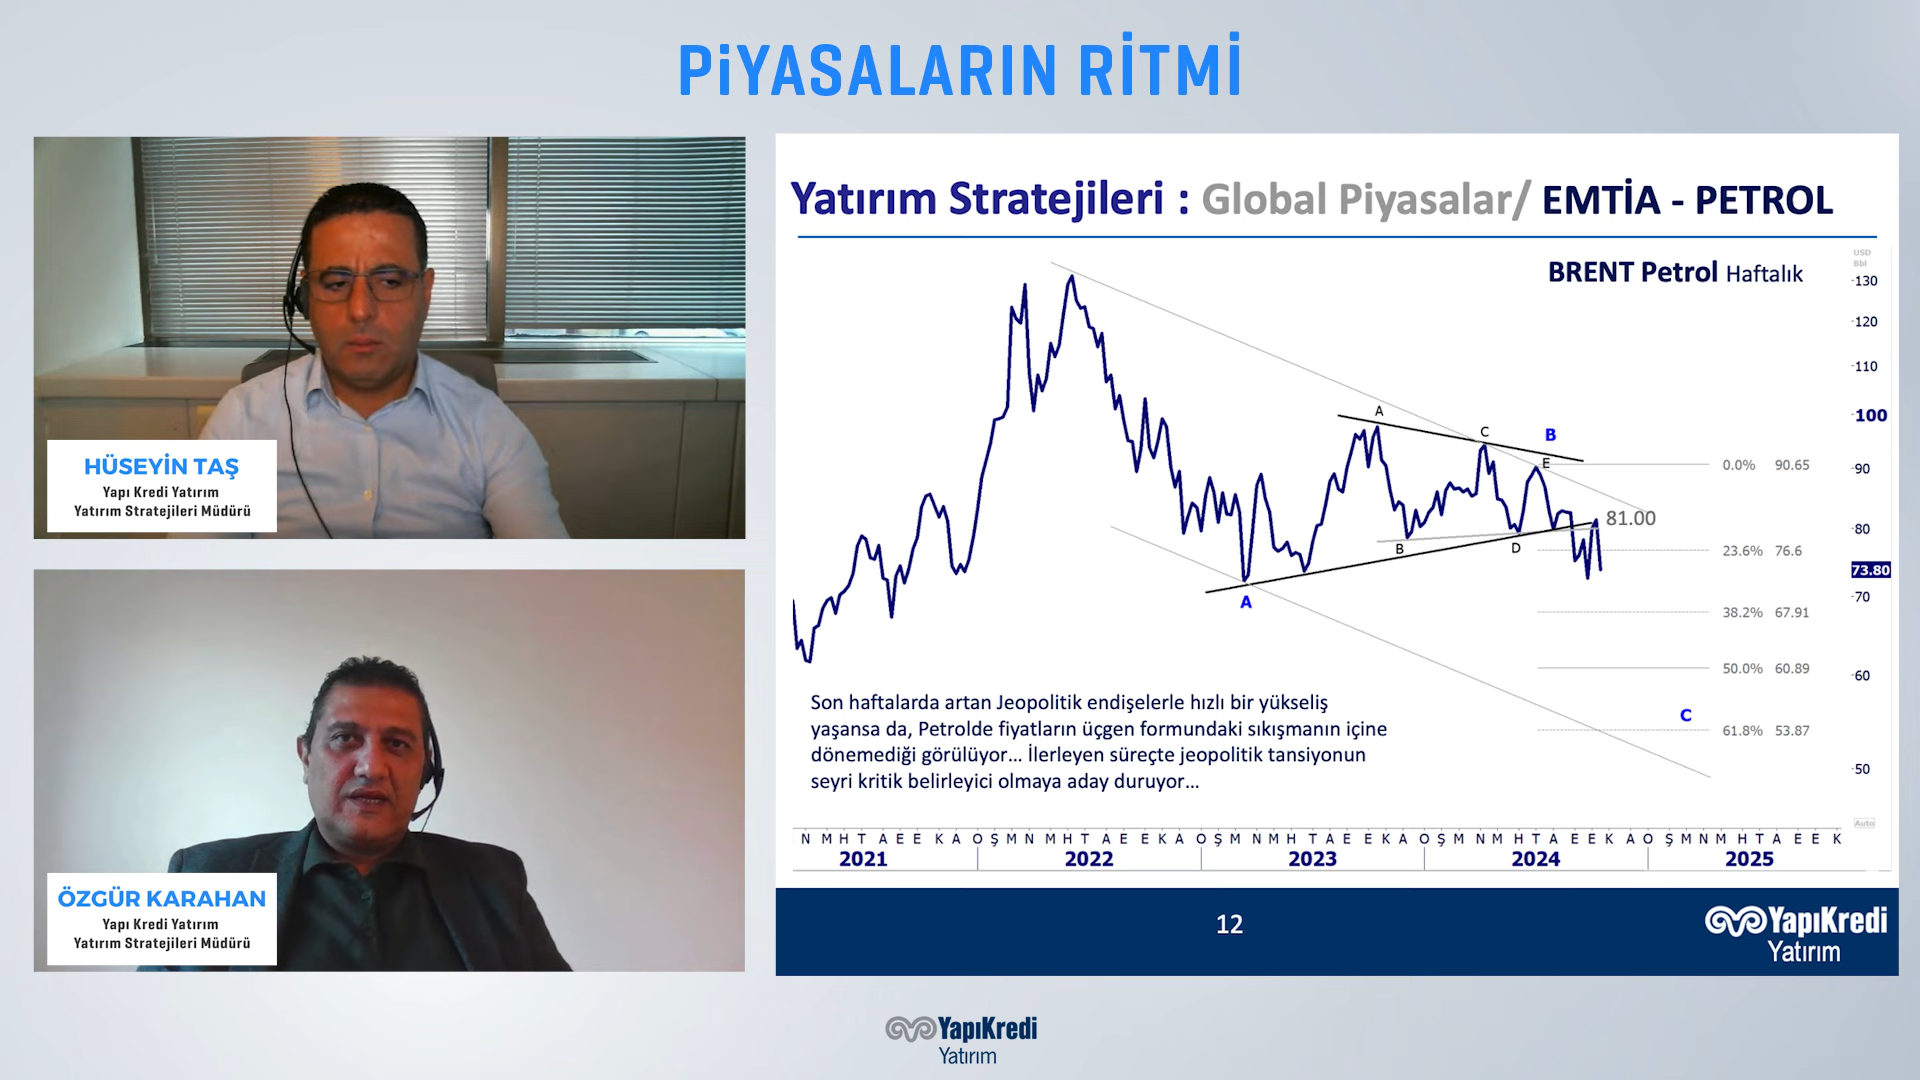 PiYASALARIN RİTMİ
HÜSEYİN TAŞ
Yapı Kredi Yatırım
Yatırım Stratejileri Müdürü
ÖZGÜR KARAHAN
Yapı Kredi Yatırım
Yatırım Stratejileri Müdürü
Yatırım Stratejileri : Global Piyasalar/ EMTİA - PETROL
BRENT Petrol Haftalık
USD
Bbl
130
120
110
100
90
80
73.80
70
60
50
Auto
A
C
B
E
0.0% 90.65
81.00
B
D
23.6% 76.6
A
38.2% 67.91
50.0% 60.89
C
61.8% 53.87
Son haftalarda artan Jeopolitik endişelerle hızlı bir yükseliş
yaşansa da, Petrolde fiyatların üçgen formundaki sıkışmanın içine
dönemediği görülüyor... İlerleyen süreçte jeopolitik tansiyonun
seyri kritik belirleyici olmaya aday duruyor...
N M H T A E E K A O Ş M N M H T A E E K A O Ş M N M H T A E E K A O Ş M N M H T A E E K A O Ş M N M H T A E E K
2021 2022 2023 2024 2025
12
YapıKredi
Yatırım
YapıKredi
Yatırım